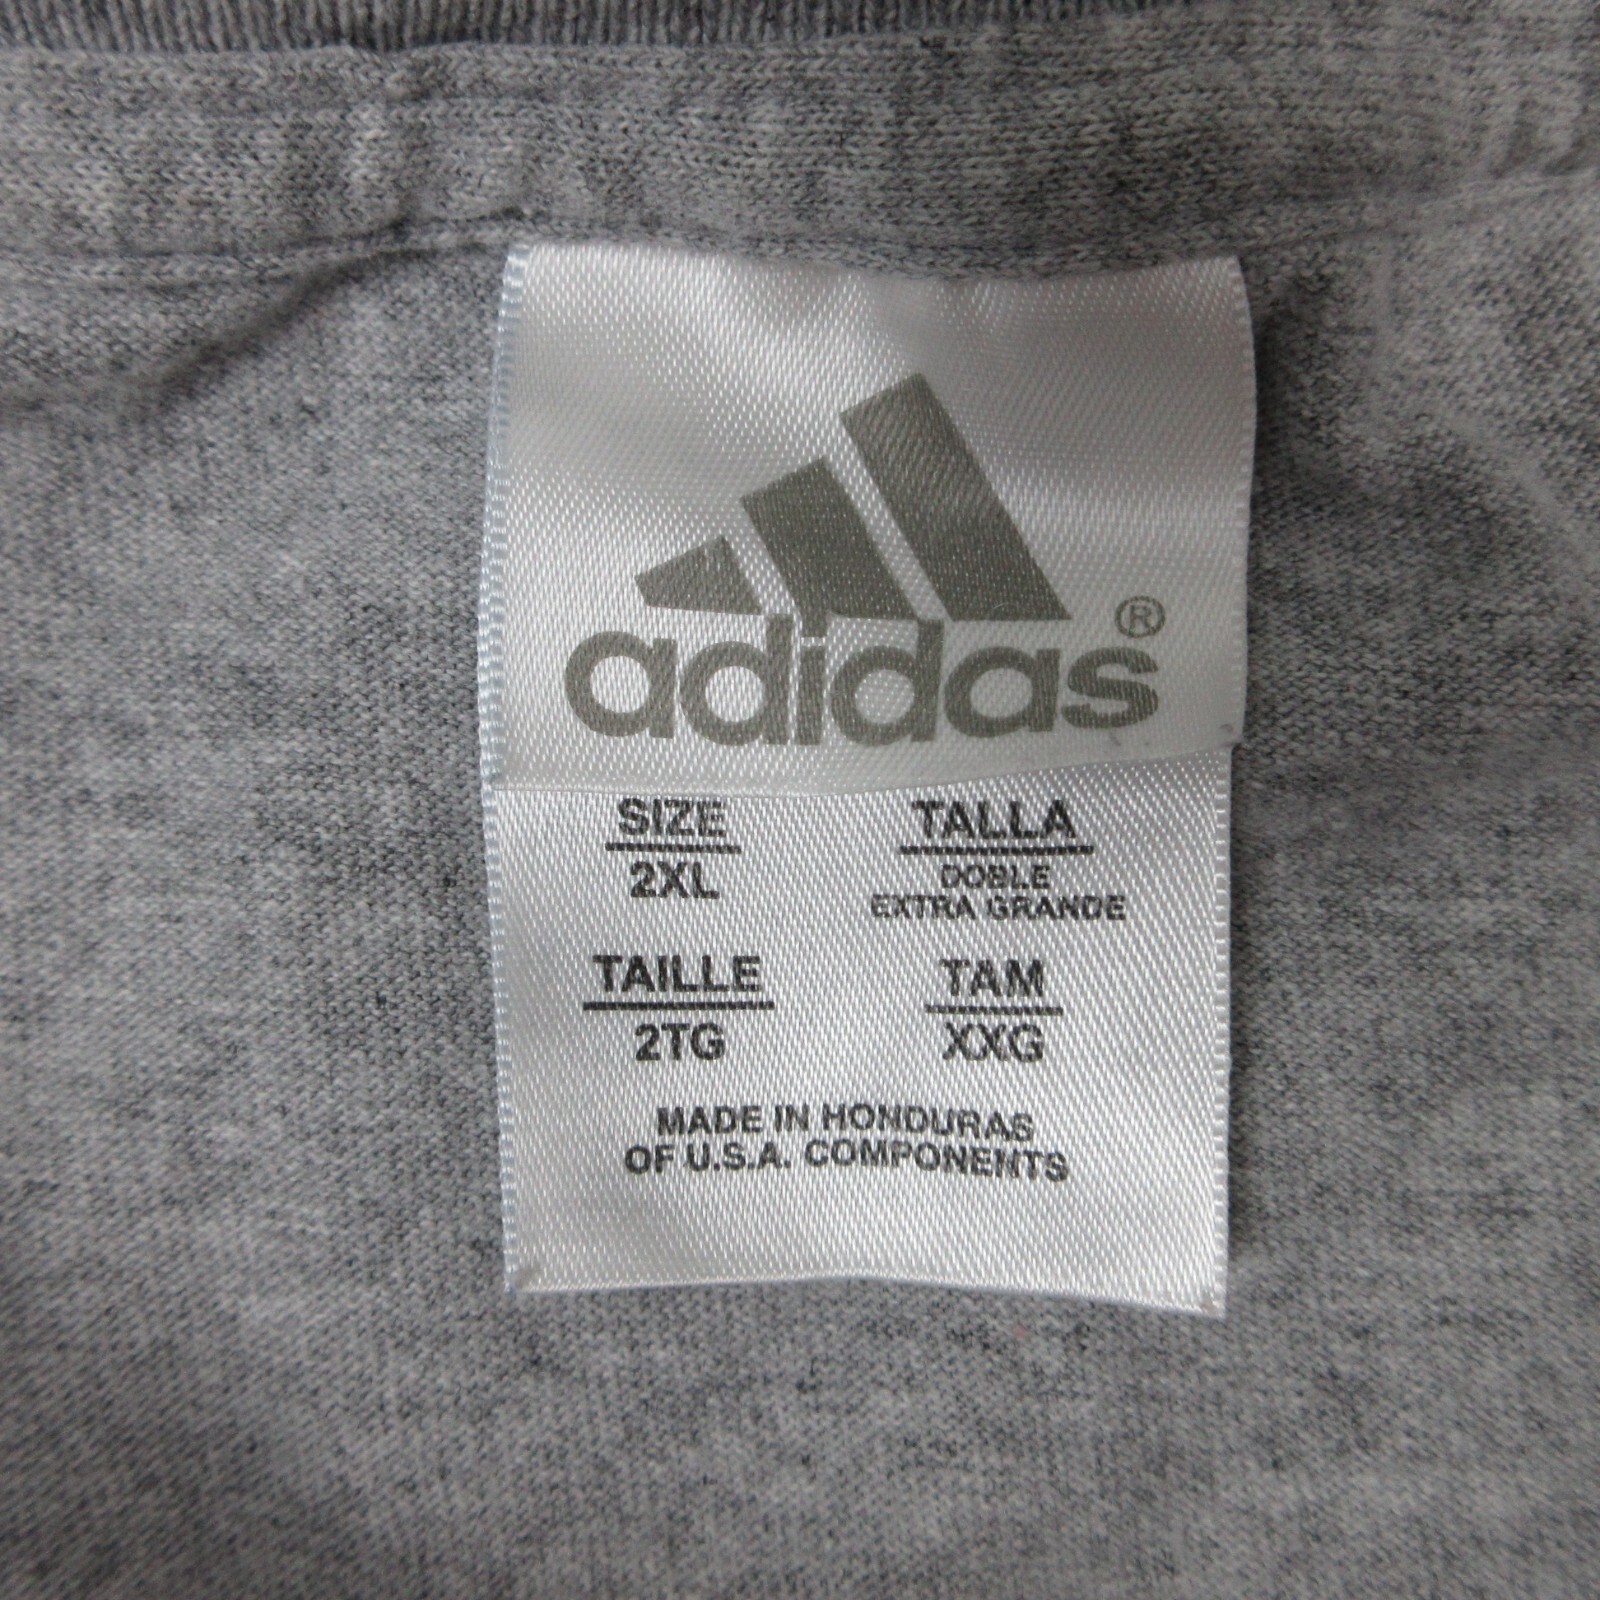 adidas®
SIZE TALLA
2XL DOBLE
EXTRA GRANDE
TAILLE TAM
2TG XXG
MADE IN HONDURAS
OF U.S.A. COMPONENTS